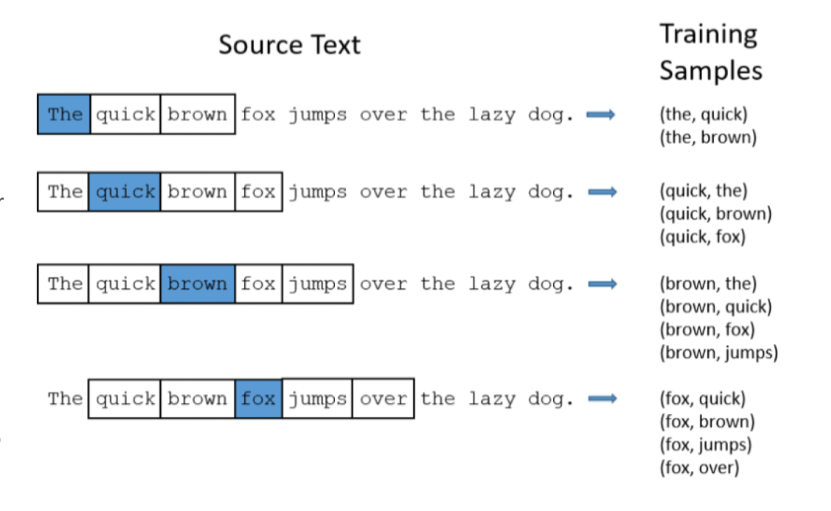 Source Text
Training
Samples
The quick brown fox jumps over the lazy dog.
(the, quick)
(the, brown)
The quick brown fox jumps over the lazy dog.
(quick, the)
(quick, brown)
(quick, fox)
The quick brown fox jumps over the lazy dog.
(brown, the)
(brown, quick)
(brown, fox)
(brown, jumps)
The quick brown fox jumps over the lazy dog.
(fox, quick)
(fox, brown)
(fox, jumps)
(fox, over)